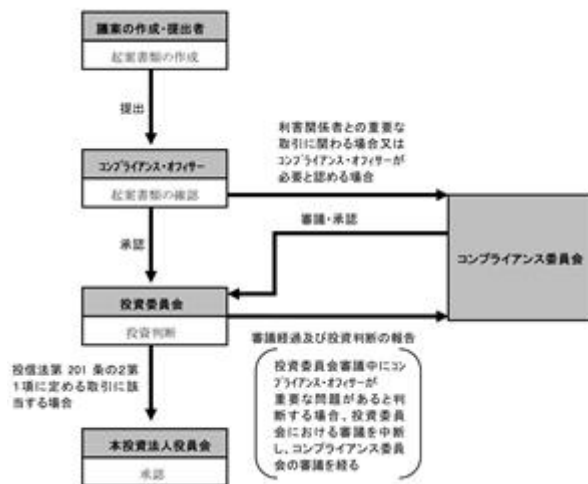 議案の作成・提出者
起案書類の作成
提出
利害関係者との重要な
取引に関わる場合又は
コンプライアンス・オフィサーが
必要と認める場合
コンプライアンス・オフィサー
起案書類の確認
審議・承認
コンプライアンス委員会
承認
投資委員会
投資判断
審議経過及び投資判断の報告
投信法第 201 条の2第
1項に定める取引に該
当する場合
投資委員会審議中にコン
プライアンス・オフィサーが
重要な問題があると判
断する場合、投資委員
会における審議を中断
し、コンプライアンス委員
会の審議を経る
本投資法人役員会
承認